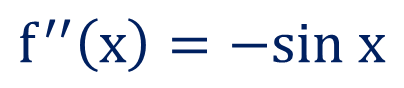 f′′(x) = −sin x